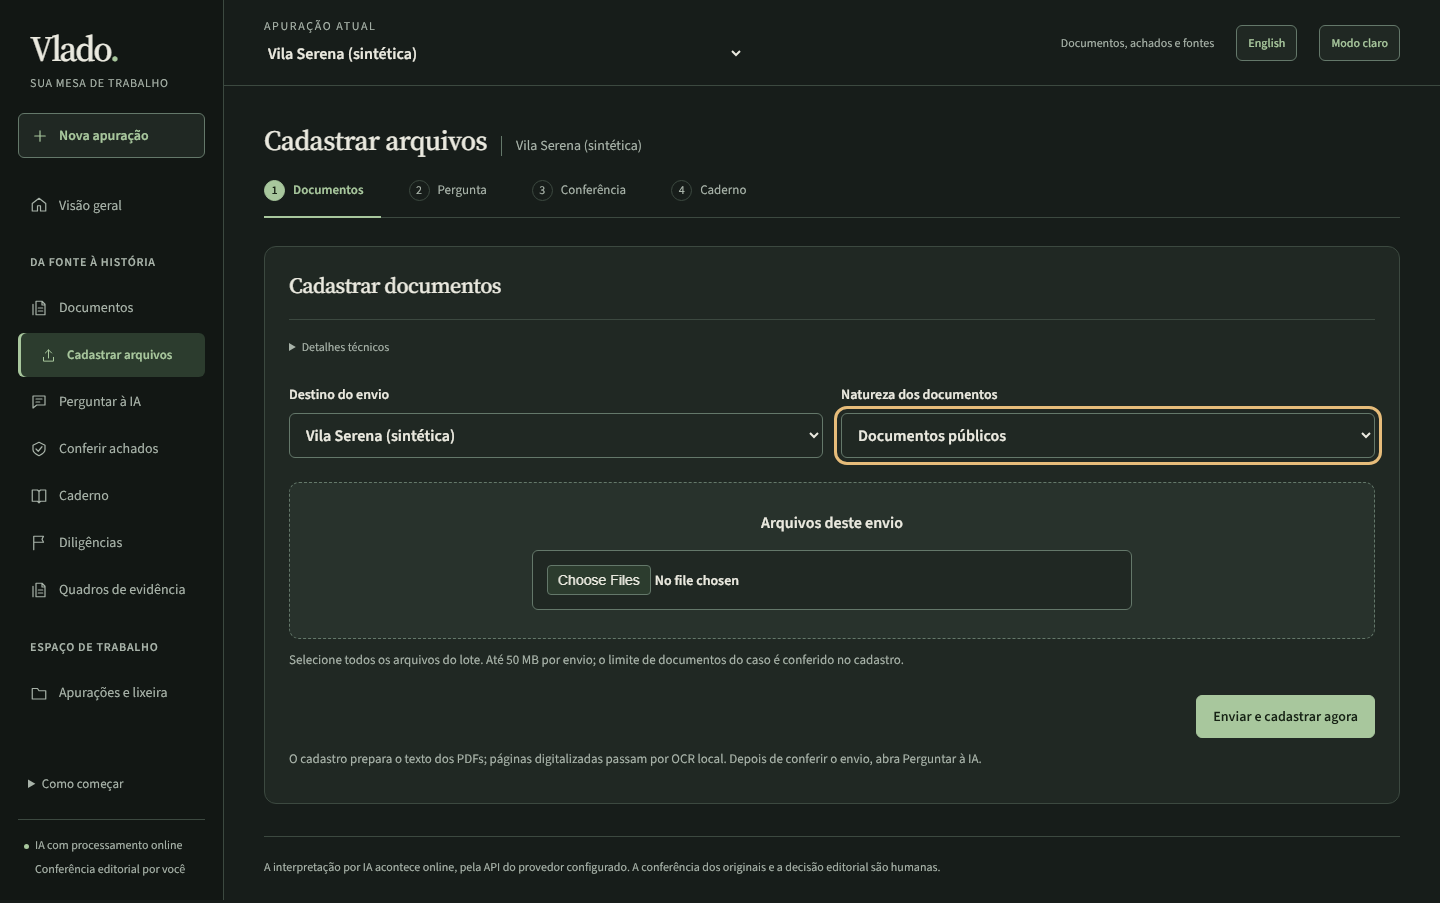 Vlado.
SUA MESA DE TRABALHO
Nova apuração
Visão geral
DA FONTE À HISTÓRIA
Documentos
Cadastrar arquivos
Perguntar à IA
Conferir achados
Caderno
Diligências
Quadros de evidência
ESPAÇO DE TRABALHO
Apurações e lixeira
Como começar
IA com processamento online
Conferência editorial por você
APURAÇÃO ATUAL
Vila Serena (sintética)
Documentos, achados e fontes
English
Modo claro
Cadastrar arquivos
Vila Serena (sintética)
1 Documentos
2 Pergunta
3 Conferência
4 Caderno
Cadastrar documentos
Detalhes técnicos
Destino do envio
Vila Serena (sintética)
Natureza dos documentos
Documentos públicos
Arquivos deste envio
Choose Files No file chosen
Selecione todos os arquivos do lote. Até 50 MB por envio; o limite de documentos do caso é conferido no cadastro.
Enviar e cadastrar agora
O cadastro prepara o texto dos PDFs; páginas digitalizadas passam por OCR local. Depois de conferir o envio, abra Perguntar à IA.
A interpretação por IA acontece online, pela API do provedor configurado. A conferência dos originais e a decisão editorial são humanas.